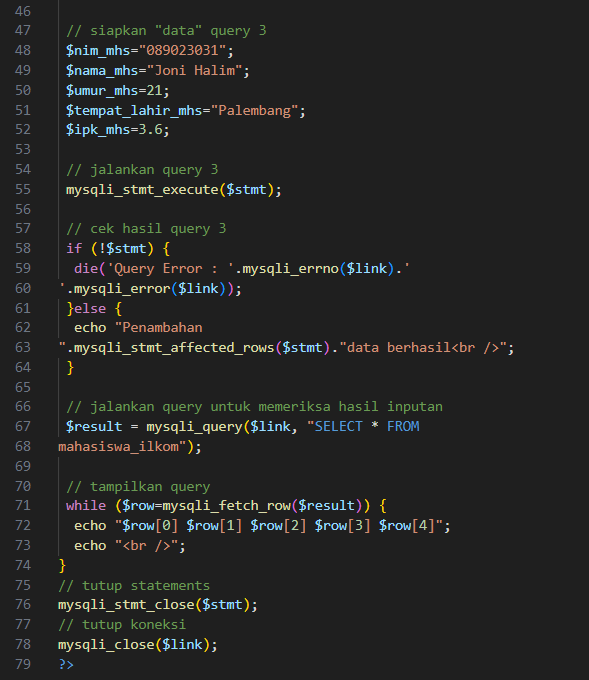 46
47 // siapkan "data" query 3
48 $nim_mhs="089023031";
49 $nama_mhs="Joni Halim";
50 $umur_mhs=21;
51 $tempat_lahir_mhs="Palembang";
52 $ipk_mhs=3.6;
53
54 // jalankan query 3
55 mysqli_stmt_execute($stmt);
56
57 // cek hasil query 3
58 if (!$stmt) {
59 die('Query Error : '.mysqli_errno($link).'
60 '.mysqli_error($link));
61 }else {
62 echo "Penambahan
63 ".mysqli_stmt_affected_rows($stmt)."data berhasil<br />";
64 }
65
66 // jalankan query untuk memeriksa hasil inputan
67 $result = mysqli_query($link, "SELECT * FROM
68 mahasiswa_ilkom");
69
70 // tampilkan query
71 while ($row=mysqli_fetch_row($result)) {
72 echo "$row[0] $row[1] $row[2] $row[3] $row[4]";
73 echo "<br />";
74 }
75 // tutup statements
76 mysqli_stmt_close($stmt);
77 // tutup koneksi
78 mysqli_close($link);
79 ?>